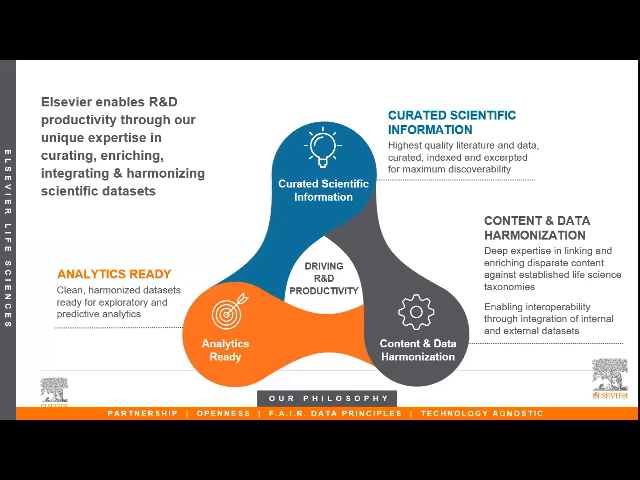 Elsevier enables R&D
productivity through our
unique expertise in
curating, enriching,
integrating & harmonizing
scientific datasets
CURATED SCIENTIFIC
INFORMATION
Highest quality literature and data,
curated, indexed and excerpted
for maximum discoverability
Curated Scientific
Information
ELSEVIER LIFE SCIENCES
CONTENT & DATA
HARMONIZATION
Deep expertise in linking and
enriching disparate content
against established life science
taxonomies
Enabling interoperability
through integration of internal
and external datasets
ANALYTICS READY
Clean, harmonized datasets
ready for exploratory and
predictive analytics
DRIVING
R&D
PRODUCTIVITY
Analytics
Ready
Content & Data
Harmonization
ELSEVIER
ELSEVIER
OUR PHILOSOPHY
PARTNERSHIP | OPENNESS | F.A.I.R. DATA PRINCIPLES | TECHNOLOGY AGNOSTIC